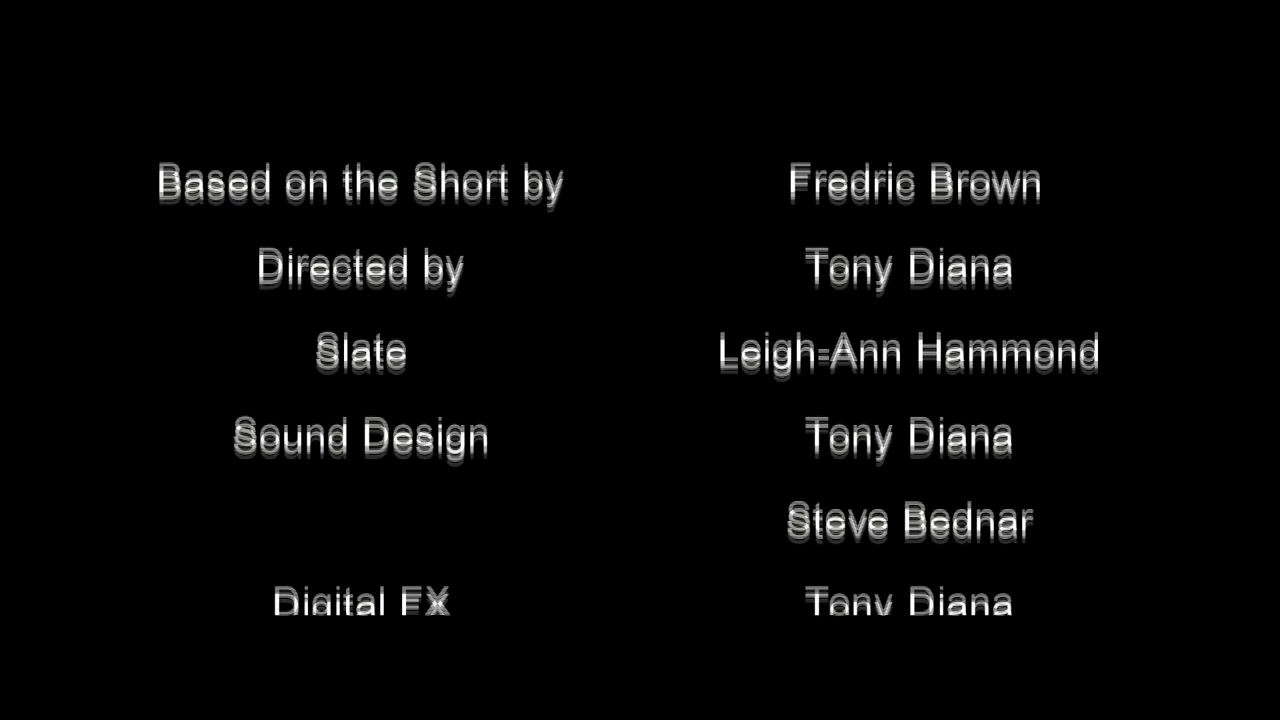 Based on the Short by Fredric Brown
Directed by Tony Diana
Slate Leigh-Ann Hammond
Sound Design Tony Diana
Steve Bednar
Digital FX Tony Diana